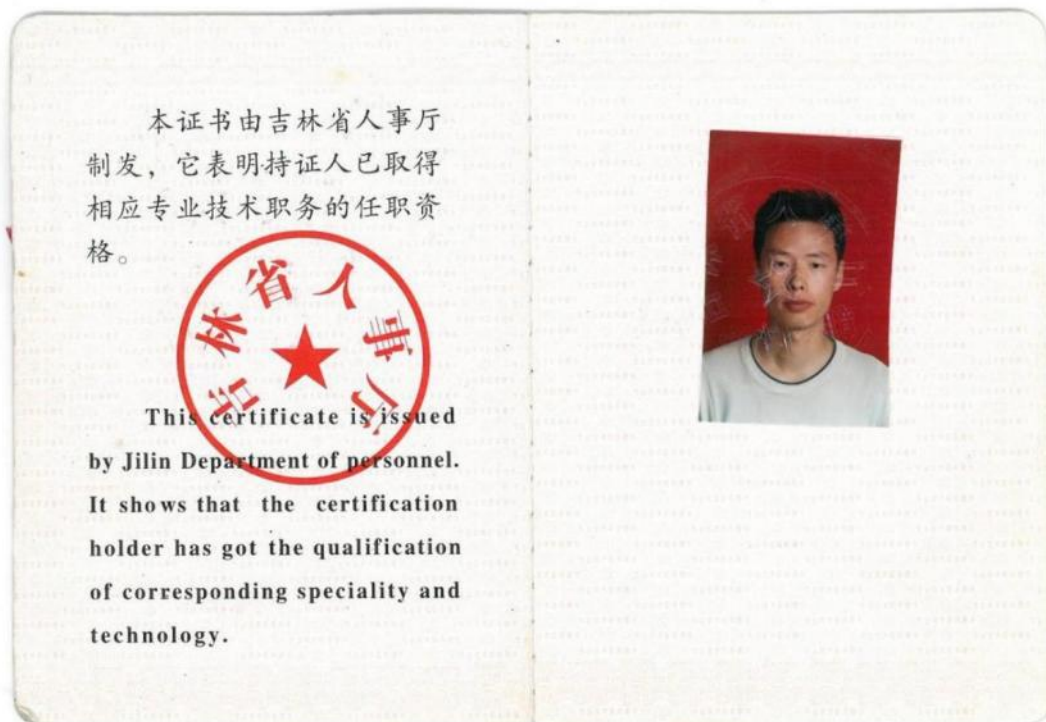 本证书由吉林省人事厅
制发，它表明持证人已取得
相应专业技术职务的任职资
格。
吉林省人事厅
This certificate is issued
by Jilin Department of personnel.
It shows that the certification
holder has got the qualification
of corresponding speciality and
technology.